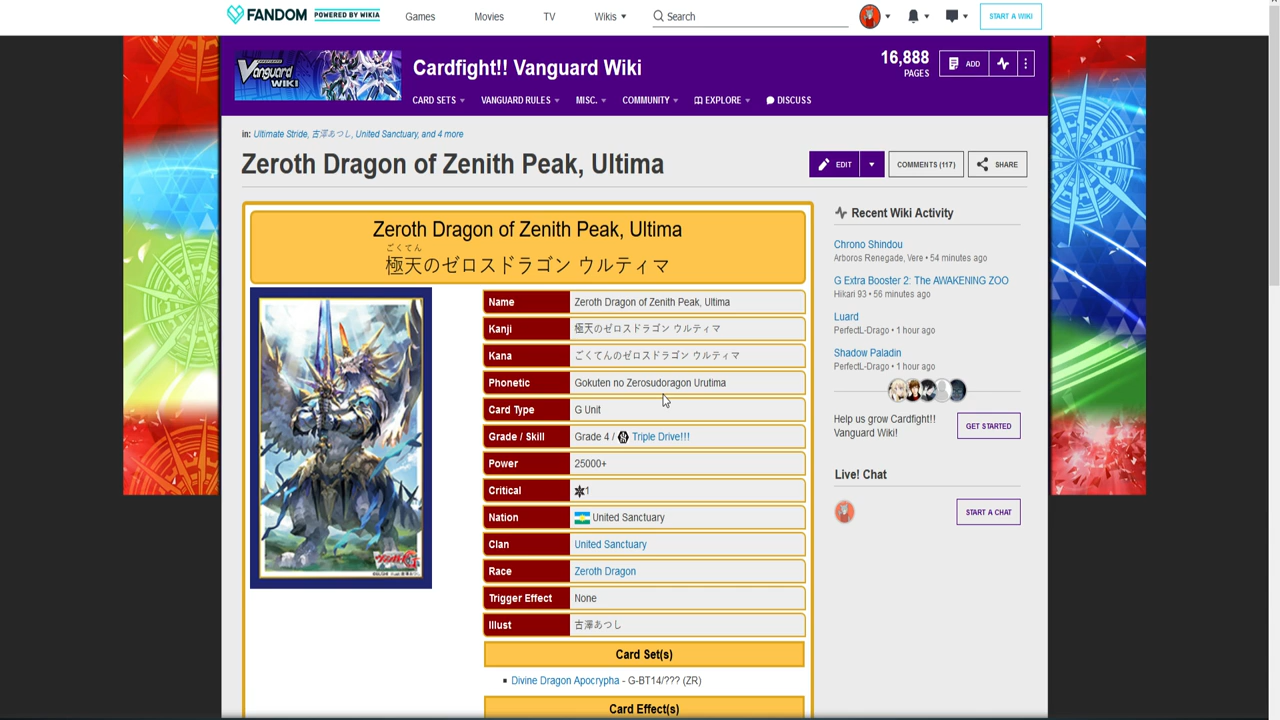 FANDOM POWERED BY WIKIA Games Movies TV Wikis Search START A WIKI
Vanguard WIKI
Cardfight!! Vanguard Wiki
16,888
PAGES
ADD
CARD SETS VANGUARD RULES MISC. COMMUNITY EXPLORE DISCUSS
in: Ultimate Stride, 古澤あつし, United Sanctuary, and 4 more
Zeroth Dragon of Zenith Peak, Ultima
EDIT COMMENTS (117) SHARE
Zeroth Dragon of Zenith Peak, Ultima
ごくてん
極天のゼロスドラゴン ウルティマ
Name Zeroth Dragon of Zenith Peak, Ultima
Kanji 極天のゼロスドラゴン ウルティマ
Kana ごくてんのゼロスドラゴン ウルティマ
Phonetic Gokuten no Zerosudoragon Urutima
Card Type G Unit
Grade / Skill Grade 4 / Triple Drive!!!
Power 25000+
Critical 1
Nation United Sanctuary
Clan United Sanctuary
Race Zeroth Dragon
Trigger Effect None
Illust 古澤あつし
Card Set(s)
Divine Dragon Apocrypha - G-BT14/??? (ZR)
Card Effect(s)
Recent Wiki Activity
Chrono Shindou
Arboros Renegade, Vere • 54 minutes ago
G Extra Booster 2: The AWAKENING ZOO
Hikari 93 • 56 minutes ago
Luard
PerfectL-Drago • 1 hour ago
Shadow Paladin
PerfectL-Drago • 1 hour ago
Help us grow Cardfight!!
Vanguard Wiki!
GET STARTED
Live! Chat
START A CHAT